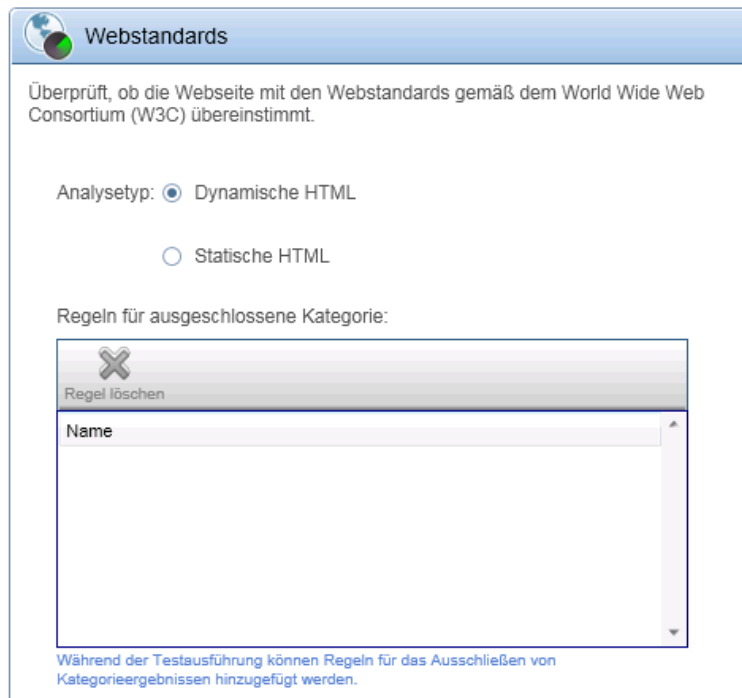 Webstandards
Überprüft, ob die Webseite mit den Webstandards gemäß dem World Wide Web
Consortium (W3C) übereinstimmt.
Analysetyp: Dynamische HTML
Statische HTML
Regeln für ausgeschlossene Kategorie:
Regel löschen
Name
Während der Testausführung können Regeln für das Ausschließen von
Kategorieergebnissen hinzugefügt werden.